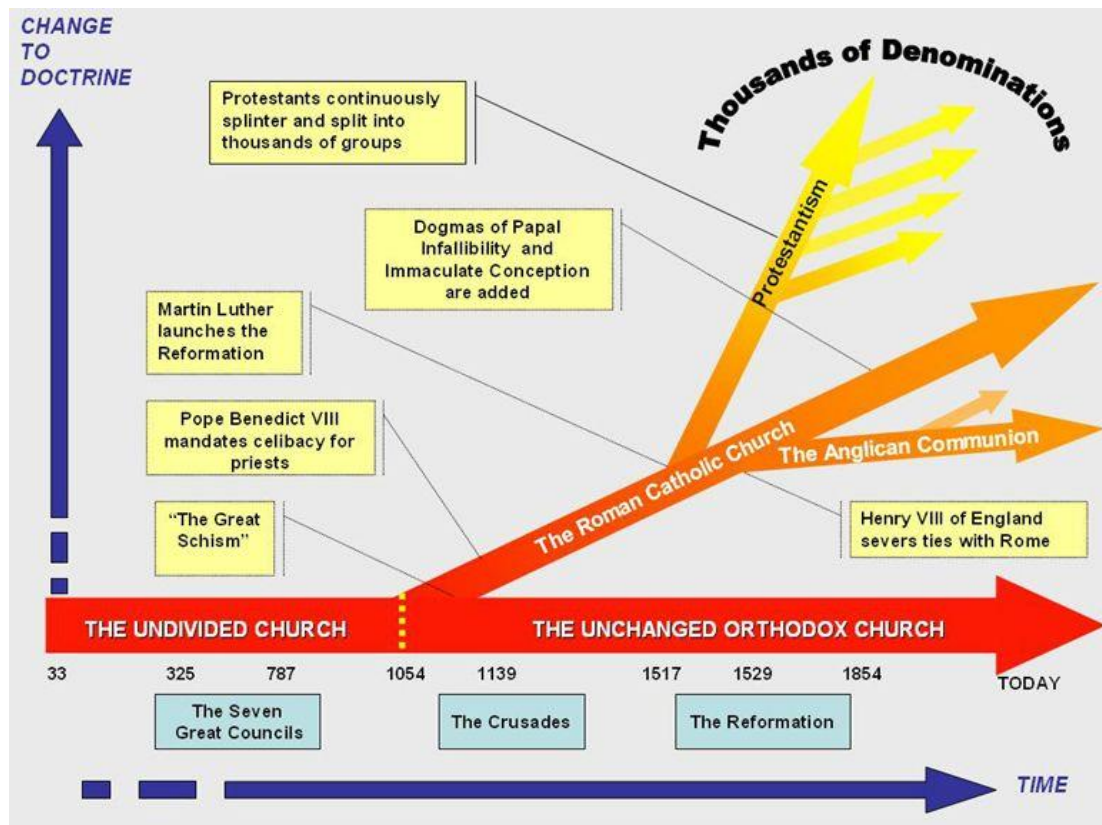 CHANGE
TO
DOCTRINE
Thousands of Denominations
Protestants continuously
splinter and split into
thousands of groups
Protestantism
Dogmas of Papal
Infallibility and
Immaculate Conception
are added
Martin Luther
launches the
Reformation
Pope Benedict VIII
mandates celibacy for
priests
The Roman Catholic Church
The Anglican Communion
"The Great
Schism"
Henry VIII of England
severs ties with Rome
THE UNDIVIDED CHURCH
THE UNCHANGED ORTHODOX CHURCH
33
325
787
1054
1139
1517
1529
1854
TODAY
The Seven
Great Councils
The Crusades
The Reformation
TIME